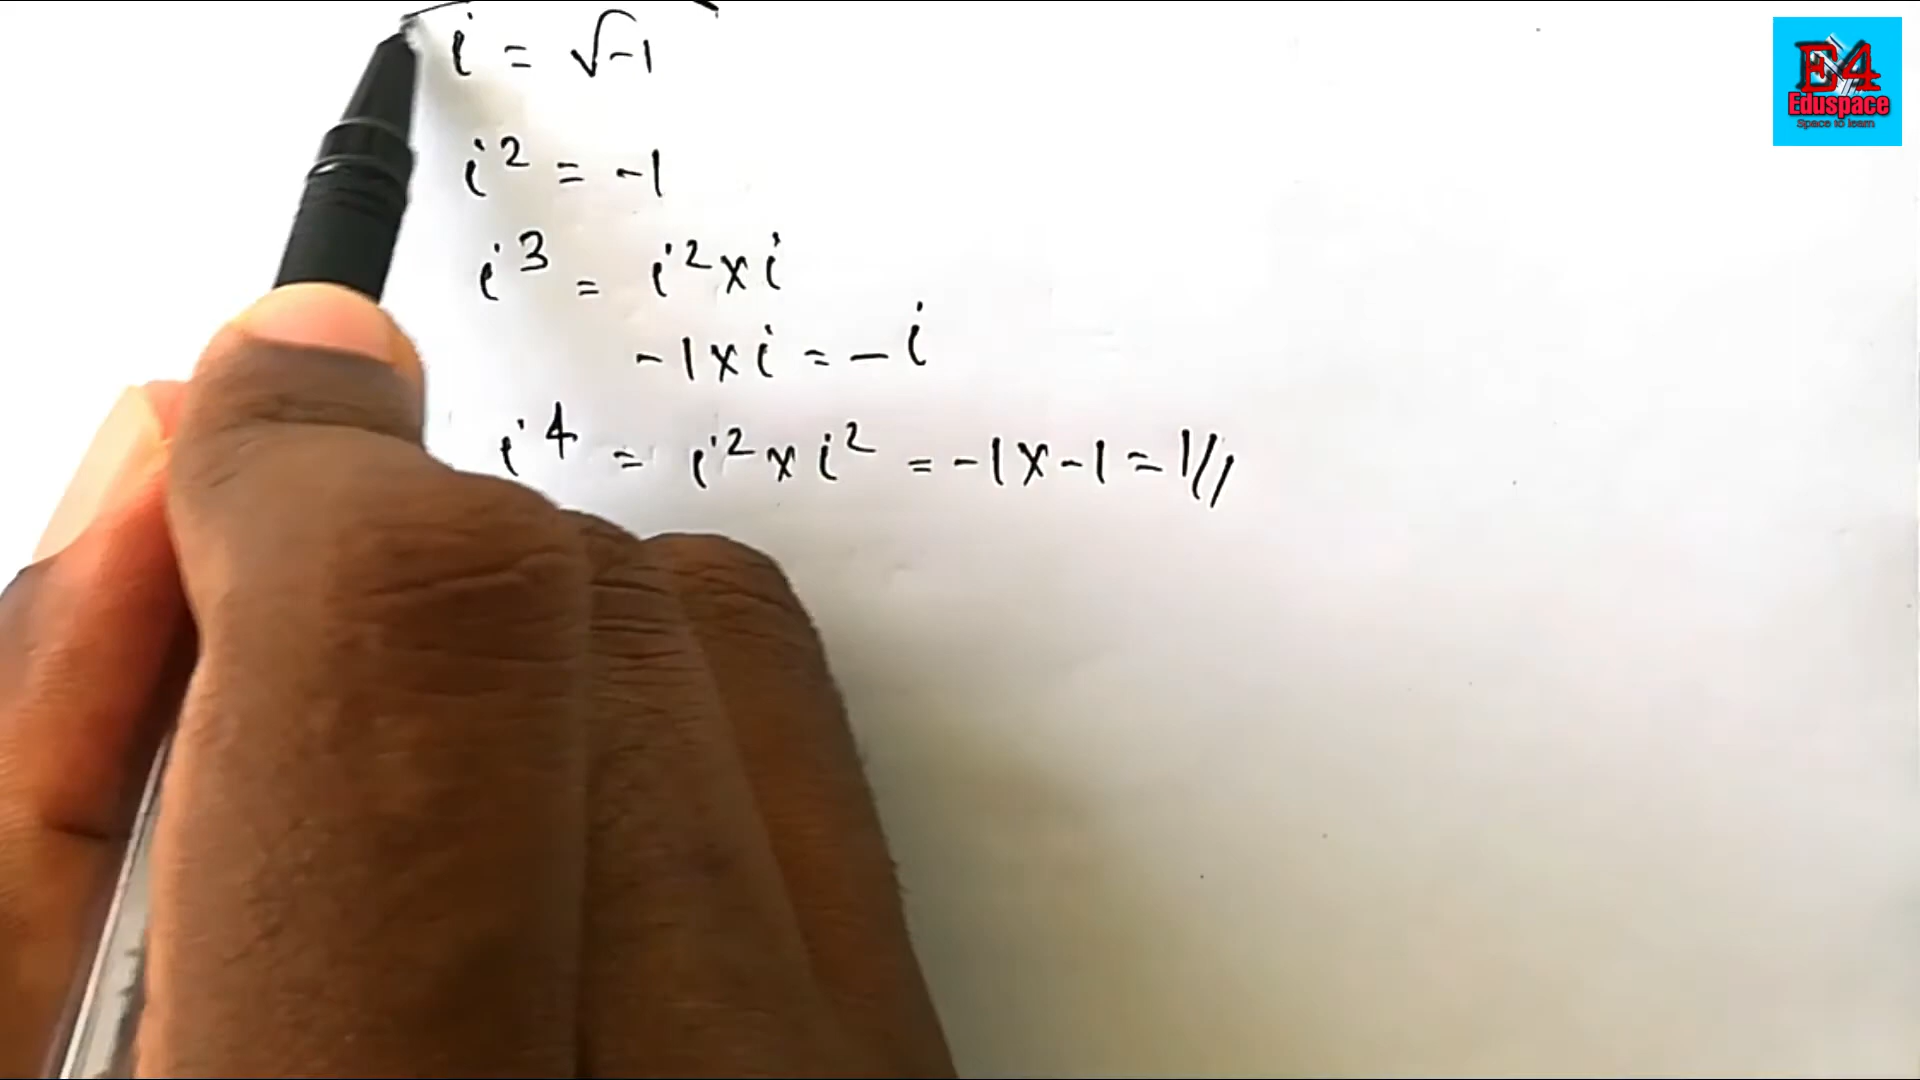 i = √-1
i² = -1
i³ = i² x i
-1 x i = -i
i⁴ = i² x i² = -1 x -1 = 1//
E4
Eduspace
Space to learn